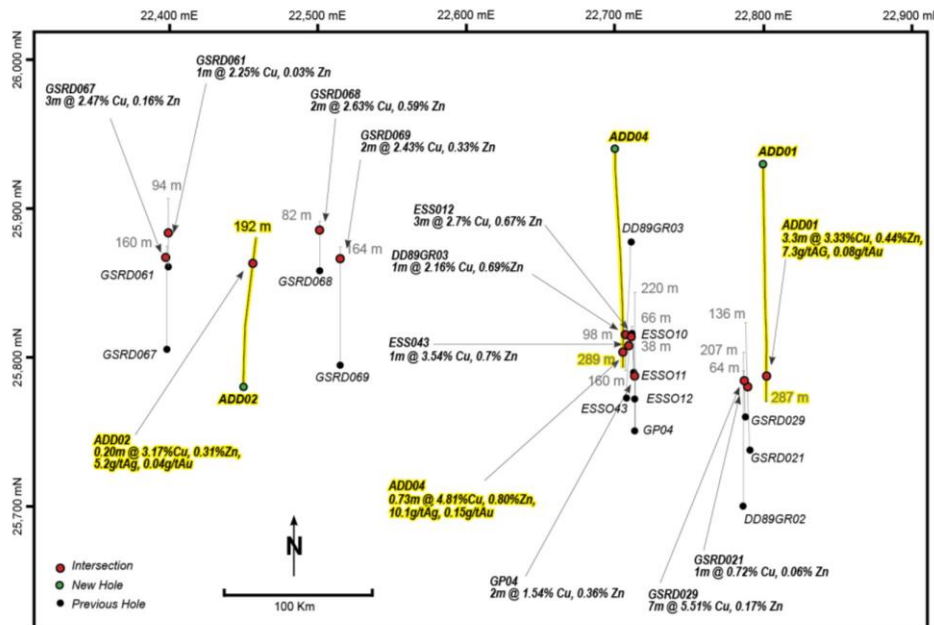 22,400 mN
22,500 mN
22,600 mN
22,700 mN
22,800 mN
22,900 mN
26,000 mN
25,900 mN
25,800 mN
25,700 mN
GSRD061
1m @ 2.25% Cu, 0.03% Zn
GSRD067
3m @ 2.47% Cu, 0.16% Zn
GSRD068
2m @ 2.63% Cu, 0.59% Zn
GSRD069
2m @ 2.43% Cu, 0.33% Zn
ADD04
ADD01
94 m
160 m
GSRD061
GSRD067
192 m
ADD02
82 m
GSRD068
164 m
GSRD069
ESS012
3m @ 2.7% Cu, 0.67% Zn
DD89GR03
1m @ 2.16% Cu, 0.69%Zn
ESS043
1m @ 3.54% Cu, 0.7% Zn
DD89GR03
220 m
66 m
98 m
ESSO10
38 m
289 m
160 m
ESSO11
ESSO43
ESSO12
GP04
ADD01
3.3m @ 3.33%Cu, 0.44%Zn,
7.3g/tAG, 0.08g/tAu
136 m
207 m
64 m
287 m
GSRD029
GSRD021
DD89GR02
ADD02
0.20m @ 3.17%Cu, 0.31%Zn,
5.2g/tAg, 0.04g/tAu
ADD04
0.73m @ 4.81%Cu, 0.80%Zn,
10.1g/tAg, 0.15g/tAu
GP04
2m @ 1.54% Cu, 0.36% Zn
GSRD021
1m @ 0.72% Cu, 0.06% Zn
GSRD029
7m @ 5.51% Cu, 0.17% Zn
Intersection
New Hole
Previous Hole
N
100 Km